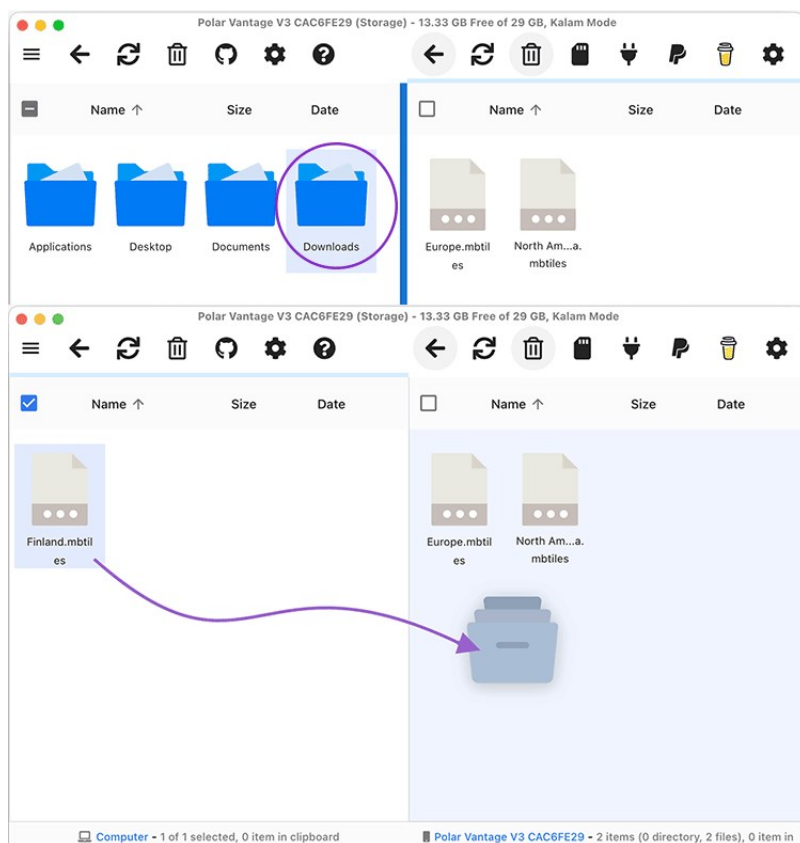 Polar Vantage V3 CAC6FE29 (Storage) - 13.33 GB Free of 29 GB, Kalam Mode
Name ↑ Size Date
Name ↑ Size Date
Applications
Desktop
Documents
Downloads
Europe.mbtil
es
North Am...a.
mbtiles
Polar Vantage V3 CAC6FE29 (Storage) - 13.33 GB Free of 29 GB, Kalam Mode
Name ↑ Size Date
Name ↑ Size Date
Finland.mbtil
es
Europe.mbtil
es
North Am...a.
mbtiles
Computer - 1 of 1 selected, 0 item in clipboard
Polar Vantage V3 CAC6FE29 - 2 items (0 directory, 2 files), 0 item in